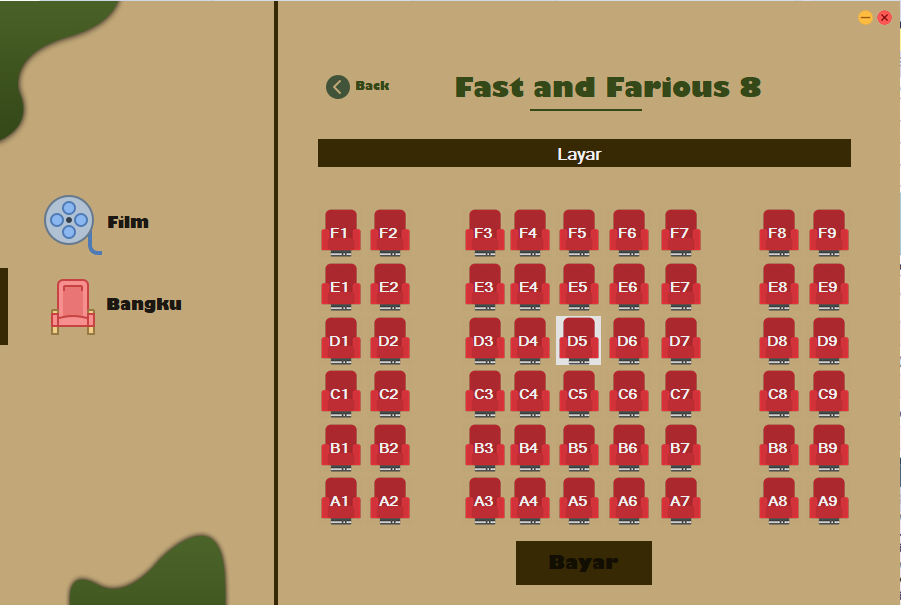 Back
Fast and Farious 8
Layar
Film
Bangku
F1 F2 F3 F4 F5 F6 F7 F8 F9
E1 E2 E3 E4 E5 E6 E7 E8 E9
D1 D2 D3 D4 D5 D6 D7 D8 D9
C1 C2 C3 C4 C5 C6 C7 C8 C9
B1 B2 B3 B4 B5 B6 B7 B8 B9
A1 A2 A3 A4 A5 A6 A7 A8 A9
Bayar